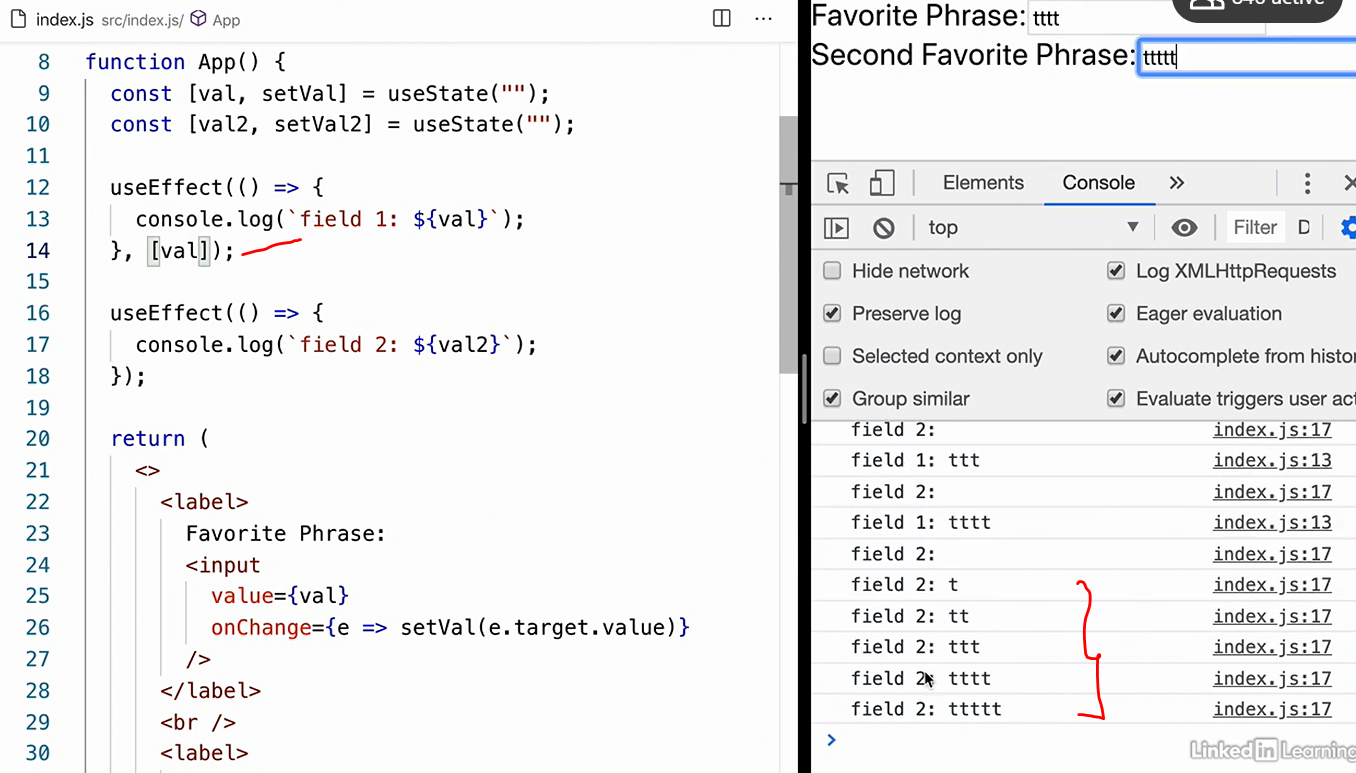 index.js src/index.js/ App
8 function App() {
9 const [val, setVal] = useState("");
10 const [val2, setVal2] = useState("");
11
12 useEffect(() => {
13 console.log(`field 1: ${val}`);
14 }, [val]);
15
16 useEffect(() => {
17 console.log(`field 2: ${val2}`);
18 });
19
20 return (
21 <>
22 <label>
23 Favorite Phrase:
24 <input
25 value={val}
26 onChange={e => setVal(e.target.value)}
27 />
28 </label>
29 <br />
30 <label>
active
Favorite Phrase: tttt
Second Favorite Phrase: ttttt
Elements Console »
top Filter D
Hide network Log XMLHttpRequests
Preserve log Eager evaluation
Selected context only Autocomplete from histor
Group similar Evaluate triggers user act
field 2: index.js:17
field 1: ttt index.js:13
field 2: index.js:17
field 1: tttt index.js:13
field 2: index.js:17
field 2: t index.js:17
field 2: tt index.js:17
field 2: ttt index.js:17
field 2: tttt index.js:17
field 2: ttttt index.js:17
>
Linked in Learning